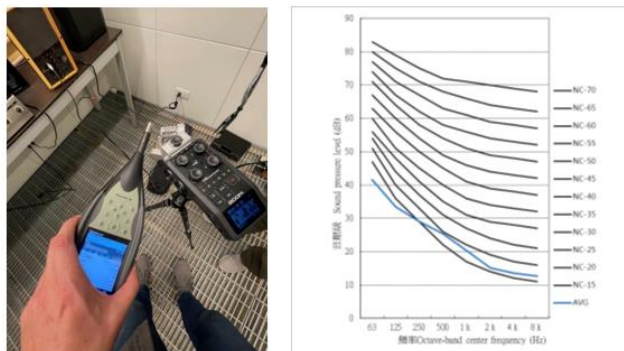 ZOOM
90
80
70
60
50
40
30
20
10
0
音壓級 Sound pressure level (dB)
63
125
250
500
1 k
2 k
4 k
8 k
頻率Octave-band center frequency (Hz)
NC-70
NC-65
NC-60
NC-55
NC-50
NC-45
NC-40
NC-35
NC-30
NC-25
NC-20
NC-15
AVG